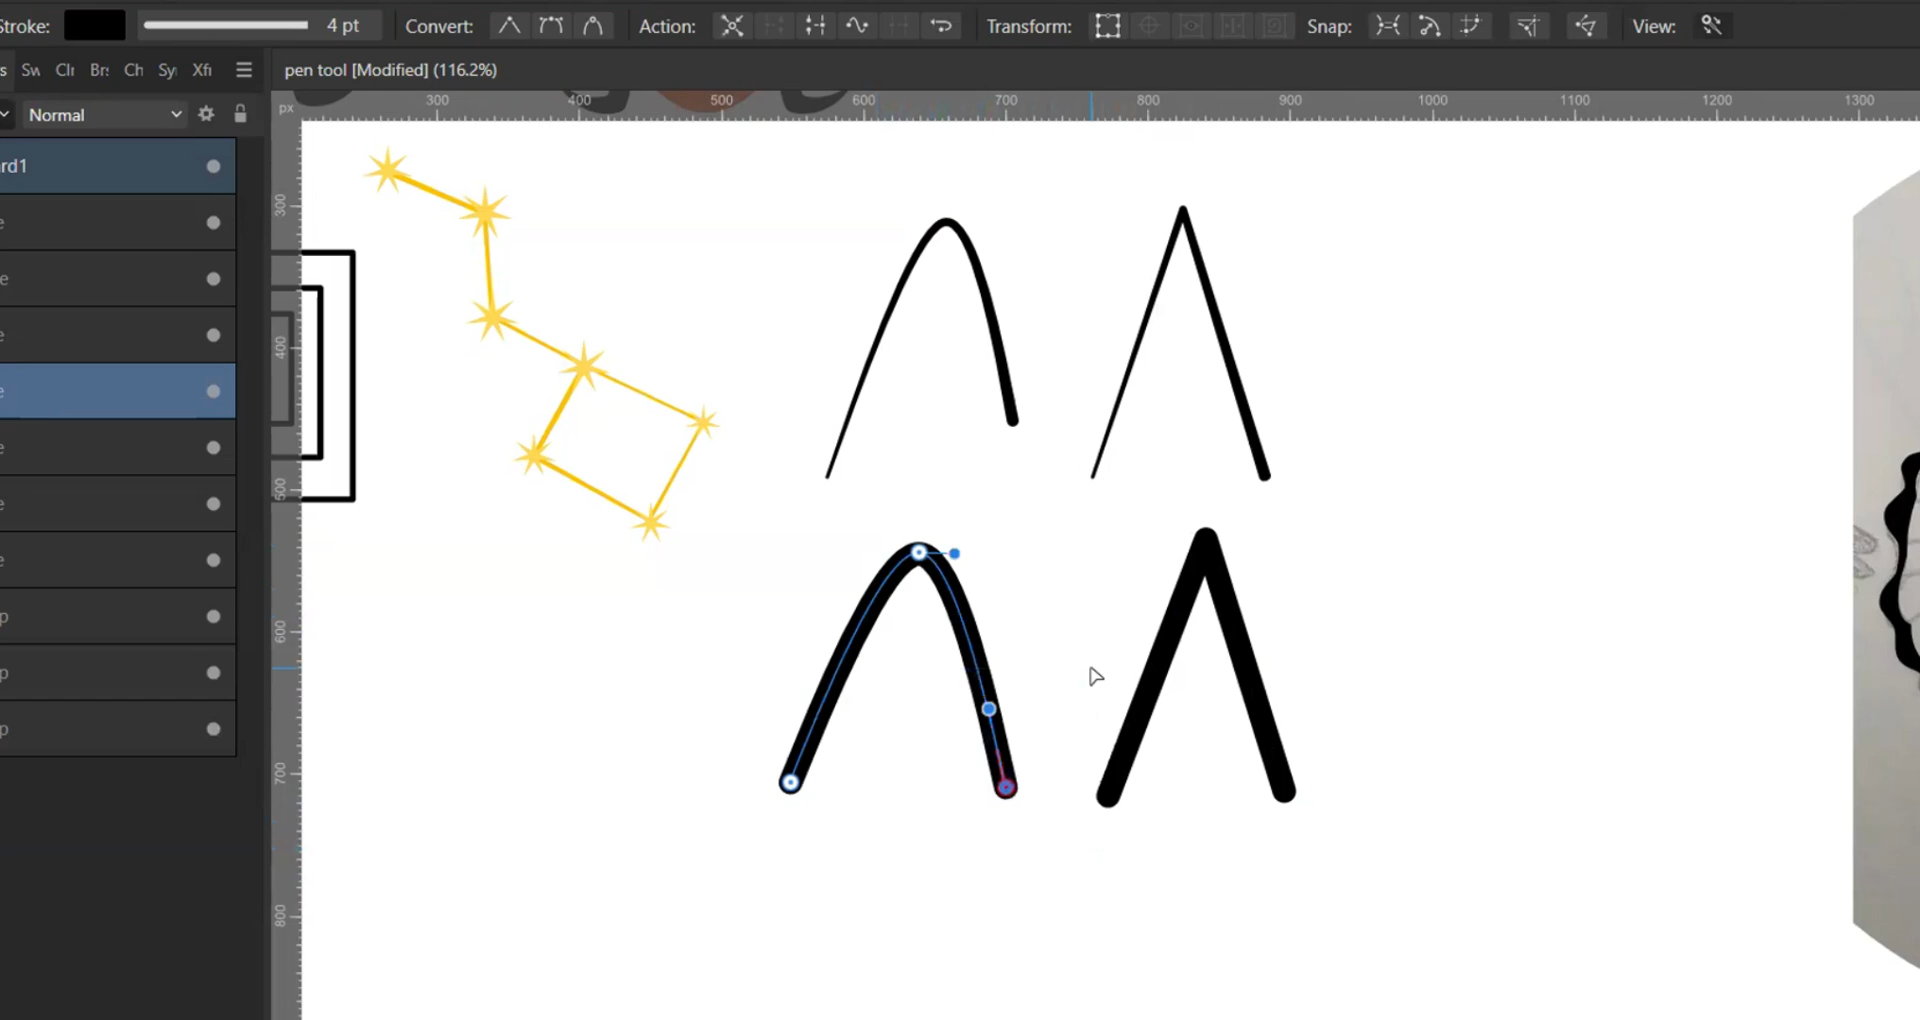 Stroke: 4 pt Convert: Action: Transform: Snap: View:
s Sw Clr Br: Ch Sy Xf
pen tool [Modified] (116.2%)
Normal
px 300 400 500 600 700 800 900 1000 1100 1200 1300
300
400
500
600
700
800
rd1
e
e
e
e
e
e
e
p
p
p